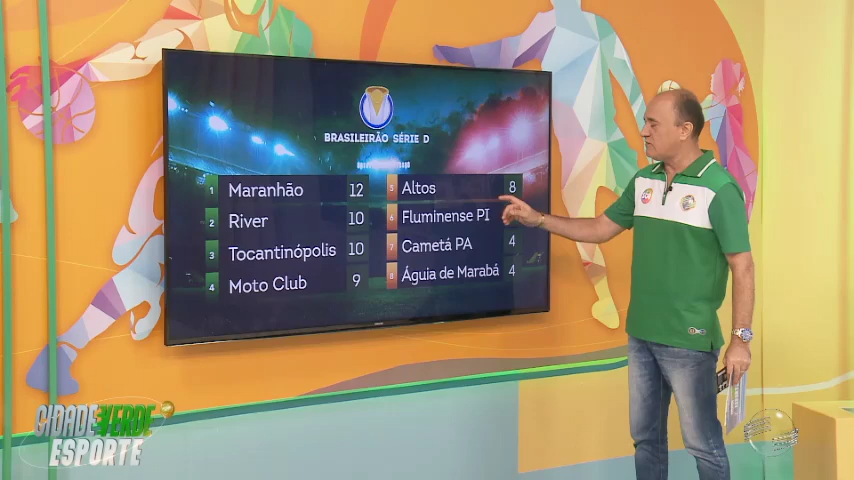 BRASILEIRÃO SÉRIE D
1 Maranhão 12
2 River 10
3 Tocantinópolis 10
4 Moto Club 9
5 Altos 8
6 Fluminense PI
7 Cametá PA 4
8 Águia de Marabá 4
CIDADE VERDE
ESPORTE